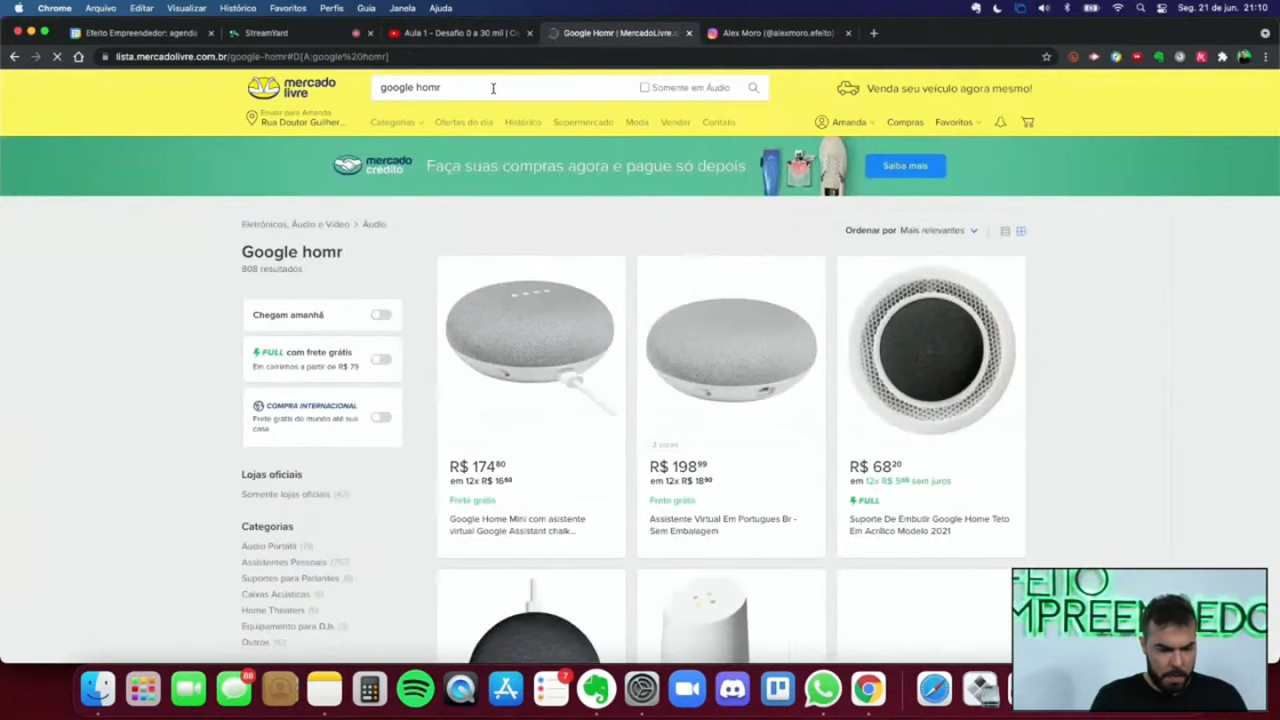 Chrome Arquivo Editar Visualizar Histórico Favoritos Perfis Guia Janela Ajuda
Seg. 21 de jun. 21:10
Efeito Empreendedor: agenda
StreamYard
Aula 1 - Desafio 0 a 30 mil | C
Google Homr | MercadoLivre.c
Alex Moro (@alexmoro.efeito)
lista.mercadolivre.com.br/google-homr#D[A:google%20homr]
mercado
livre
google homr
Somente em Áudio
Venda seu veículo agora mesmo!
Enviar para Amanda
Rua Doutor Guilher...
Categorias Ofertas do dia Histórico Supermercado Moda Vender Contato
Amanda Compras Favoritos
mercado
crédito
Faça suas compras agora e pague só depois
Saiba mais
Eletrônicos, Áudio e Vídeo > Áudio
Google homr
808 resultados
Ordenar por Mais relevantes
Chegam amanhã
FULL com frete grátis
Em carrinhos a partir de R$ 79
COMPRA INTERNACIONAL
Frete grátis do mundo até sua
casa
Lojas oficiais
Somente lojas oficiais (42)
Categorias
Áudio Portátil
Assistentes Pessoais
Suportes para Parlantes
Caixas Acústicas
Home Theaters
Equipamento para DJs
Outros
R$ 174 80
em 12x R$ 16 60
Frete grátis
Google Home Mini com asistente
virtual Google Assistant chalk...
2 cores
R$ 198 99
em 12x R$ 18 90
Frete grátis
Assistente Virtual Em Portugues Br -
Sem Embalagem
R$ 68 20
em 12x R$ 5 68 sem juros
FULL
Suporte De Embutir Google Home Teto
Em Acrílico Modelo 2021
FEITO
MPREENDEDO
88
7